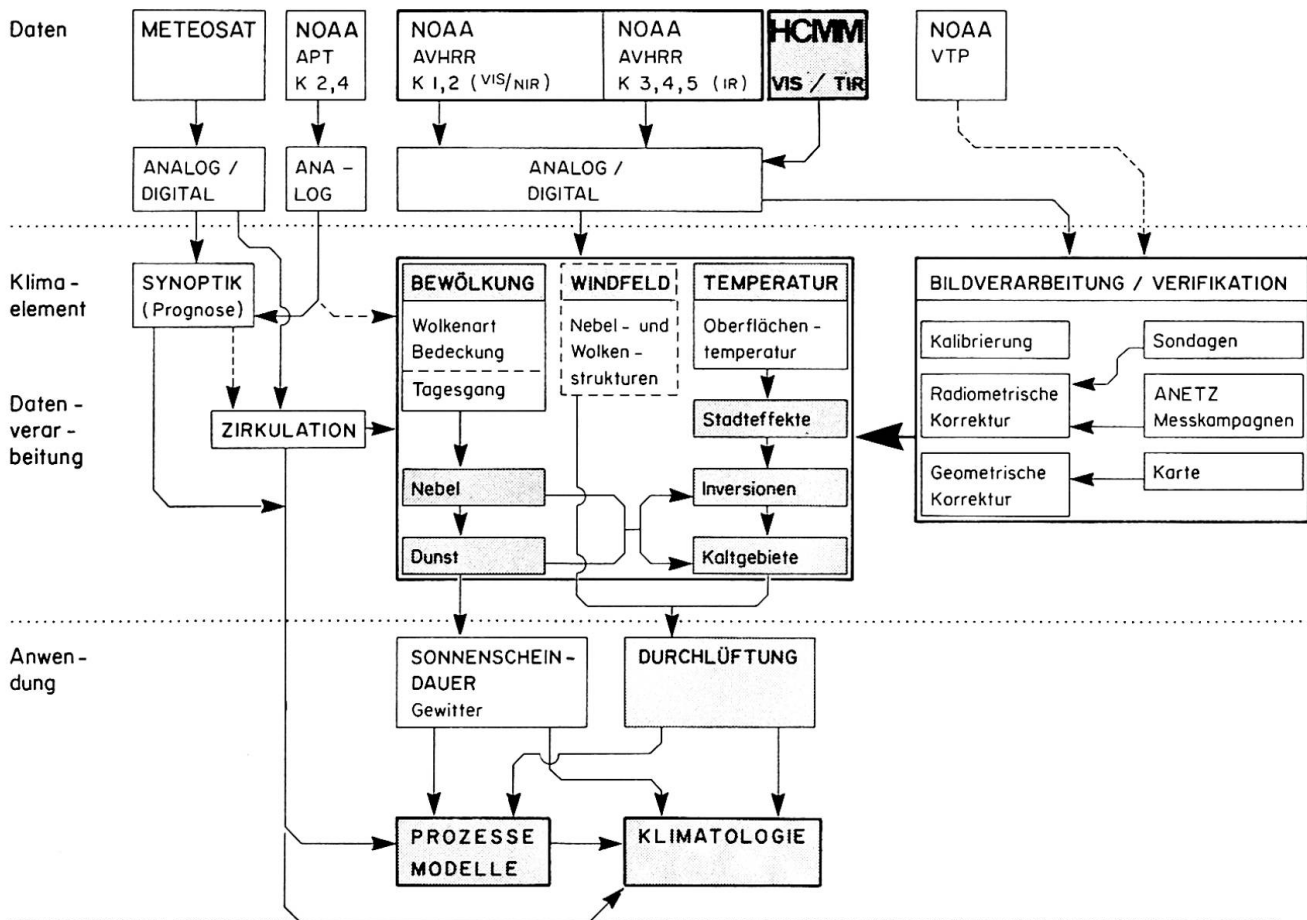 Daten
METEOSAT
NOAA
APT
K 2,4
NOAA
AVHRR
K 1,2 (VIS/NIR)
NOAA
AVHRR
K 3,4,5 (IR)
HCMM
VIS / TIR
NOAA
VTP
ANALOG /
DIGITAL
ANA -
LOG
ANALOG /
DIGITAL
Klima -
element
SYNOPTIK
(Prognose)
BEWÖLKUNG
Wolkenart
Bedeckung
Tagesgang
WINDFELD
Nebel - und
Wolken -
strukturen
TEMPERATUR
Oberflächen -
temperatur
BILDVERARBEITUNG / VERIFIKATION
Kalibrierung
Sondagen
Radiometrische
Korrektur
ANETZ
Messkampagnen
Geometrische
Korrektur
Karte
Daten -
verar -
beitung
ZIRKULATION
Stadteffekte
Nebel
Inversionen
Dunst
Kaltgebiete
Anwen -
dung
SONNENSCHEIN -
DAUER
Gewitter
DURCHLÜFTUNG
PROZESSE
MODELLE
KLIMATOLOGIE